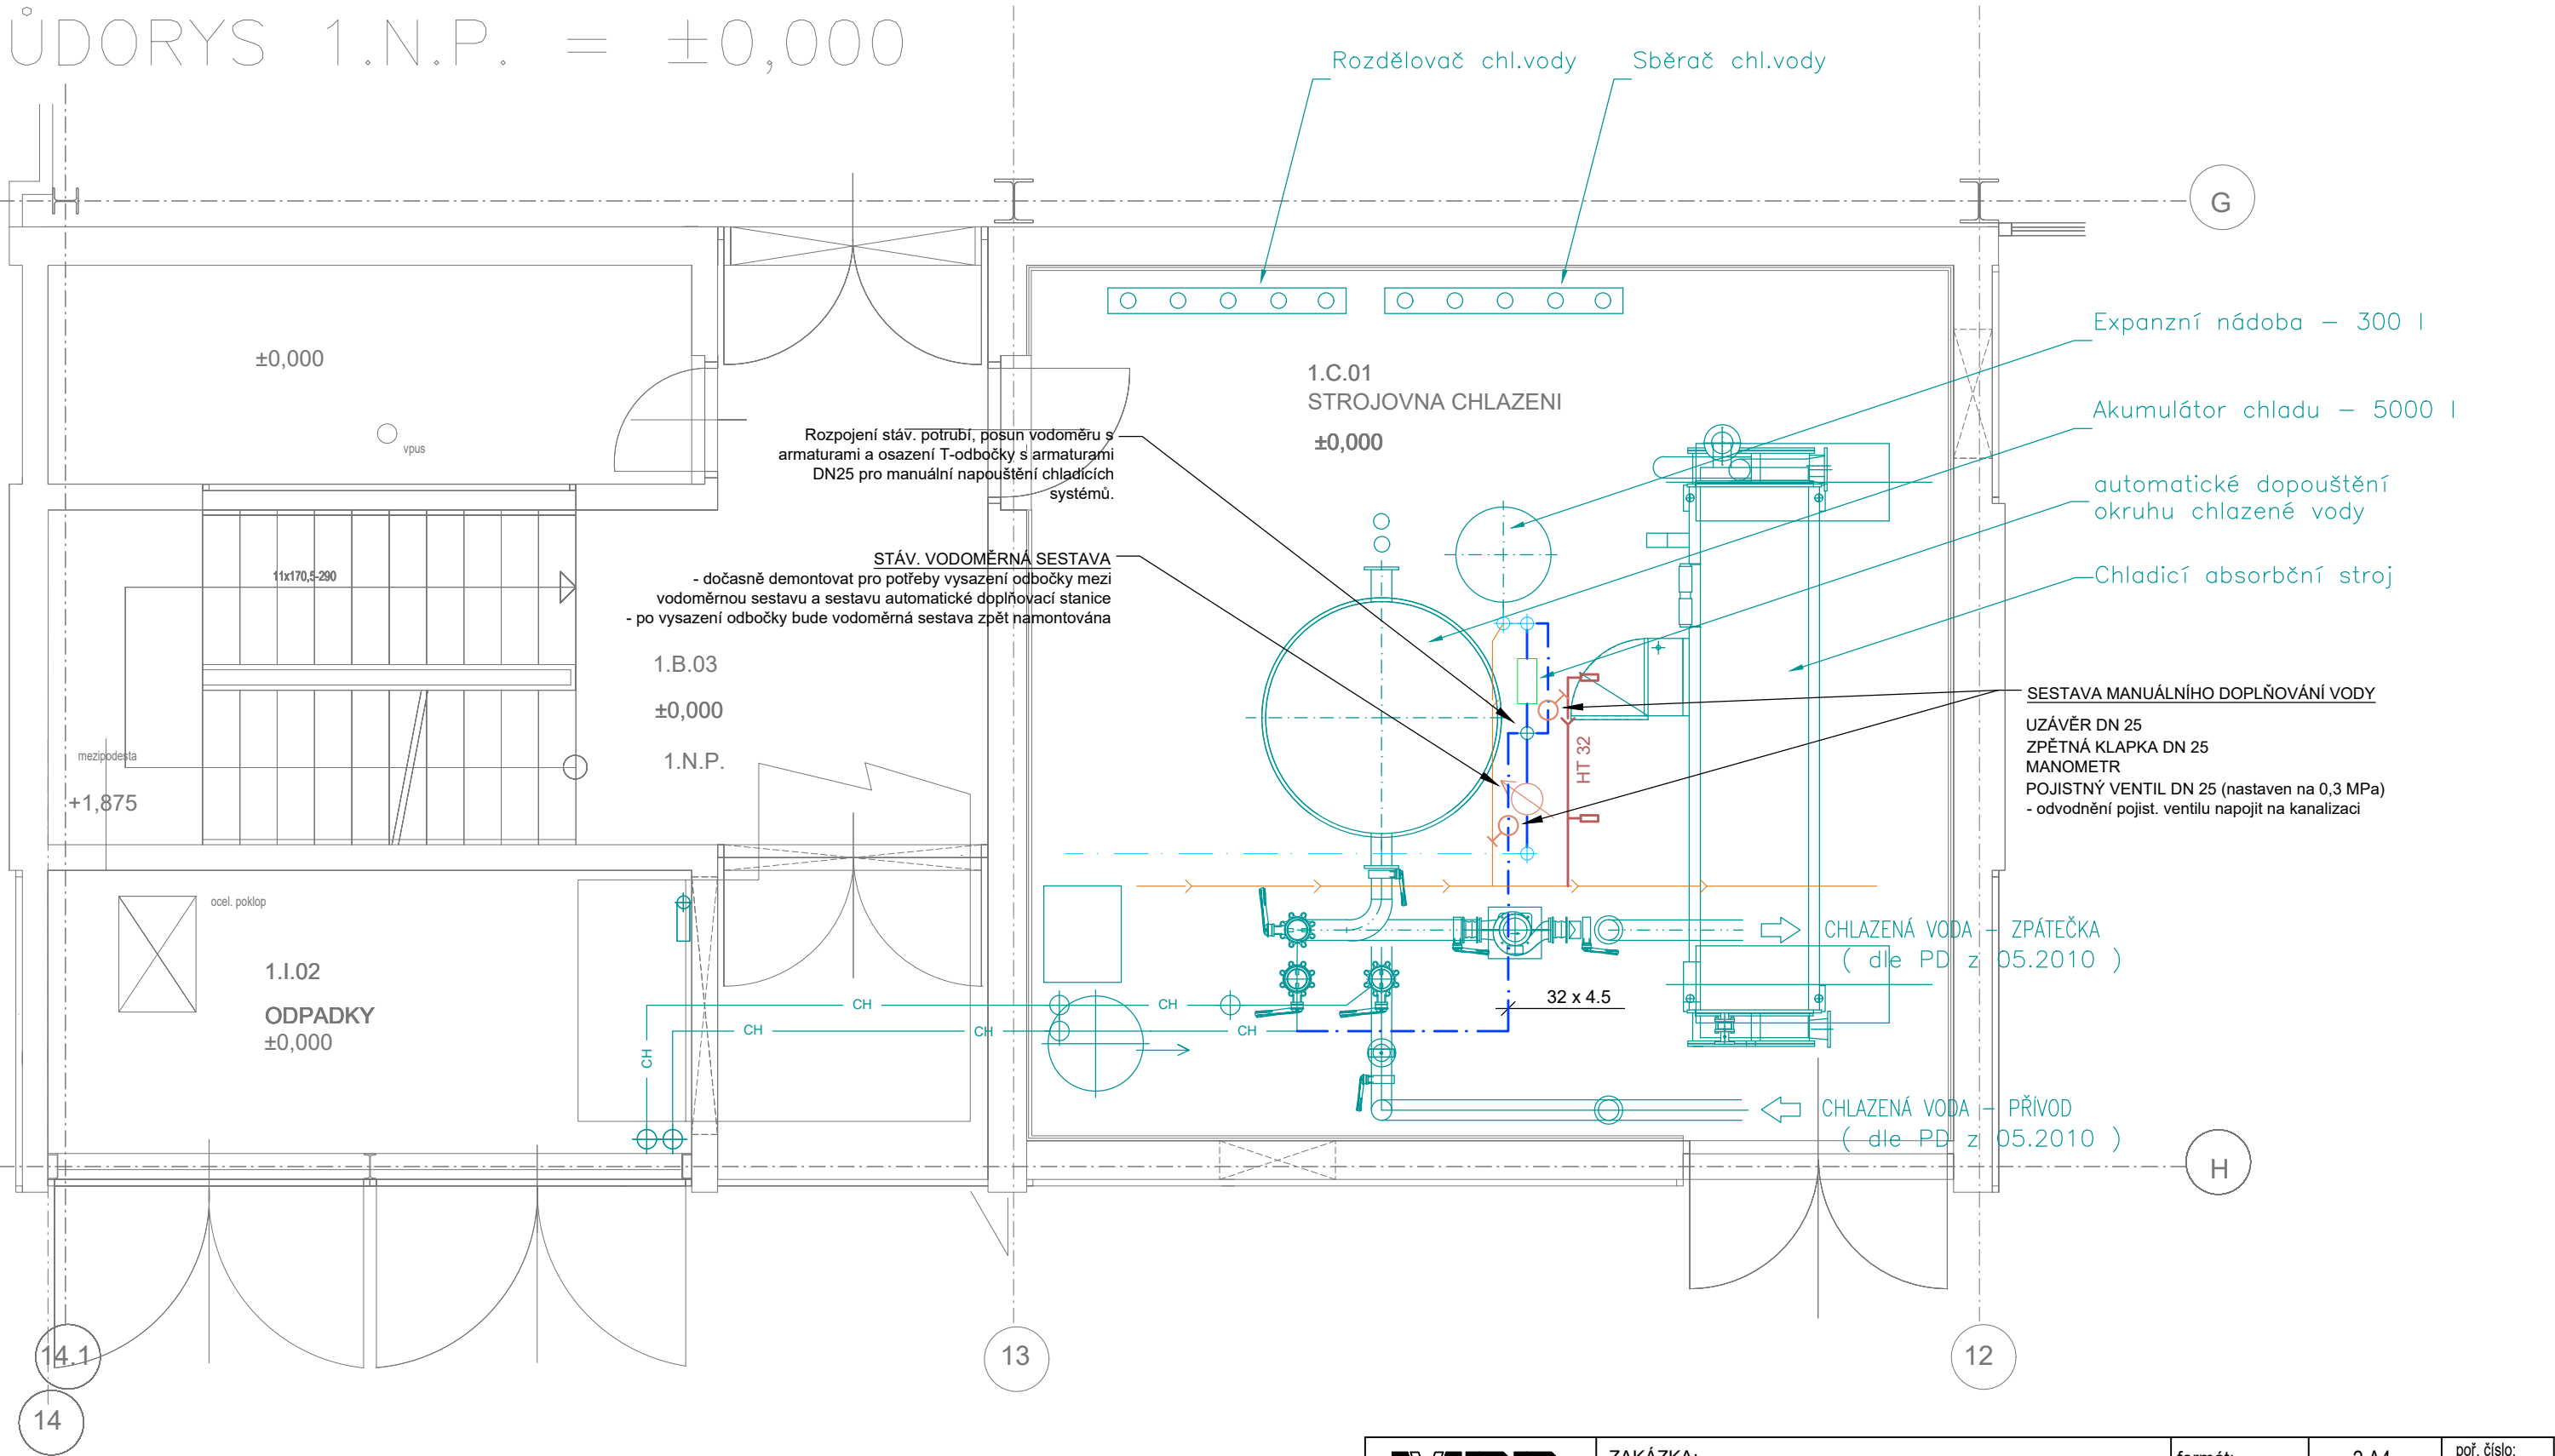 ŮDORYS 1.N.P. = ±0,000
Rozdělovač chl.vody
Sběrač chl.vody
G
Expanzní nádoba – 300 l
±0,000
vpus
1.C.01
STROJOVNA CHLAZENI
±0,000
Akumulátor chladu – 5000 l
Rozpojení stáv. potrubí, posun vodoměru s
armaturami a osazení T-odbočky s armaturami
DN25 pro manuální napouštění chladicích
systémů.
automatické dopouštění
okruhu chlazené vody
STÁV. VODOMĚRNÁ SESTAVA
- dočasně demontovat pro potřeby vysazení odbočky mezi
vodoměrnou sestavu a sestavu automatické doplňovací stanice
- po vysazení odbočky bude vodoměrná sestava zpět namontována
Chladicí absorbční stroj
11x170,5-290
1.B.03
±0,000
1.N.P.
mezipodesta
+1,875
HT 32
SESTAVA MANUÁLNÍHO DOPLŇOVÁNÍ VODY
UZÁVĚR DN 25
ZPĚTNÁ KLAPKA DN 25
MANOMETR
POJISTNÝ VENTIL DN 25 (nastaven na 0,3 MPa)
- odvodnění pojist. ventilu napojit na kanalizaci
ocel. poklop
1.I.02
ODPADKY
±0,000
CHLAZENÁ VODA – ZPÁTEČKA
( dle PD z 05.2010 )
32 x 4.5
CH
CH
CH
CH
CH
CH
CHLAZENÁ VODA – PŘÍVOD
( dle PD z 05.2010 )
H
14.1
13
12
14
ZAKÁZKA:
formát:
2 A4
poř. číslo: